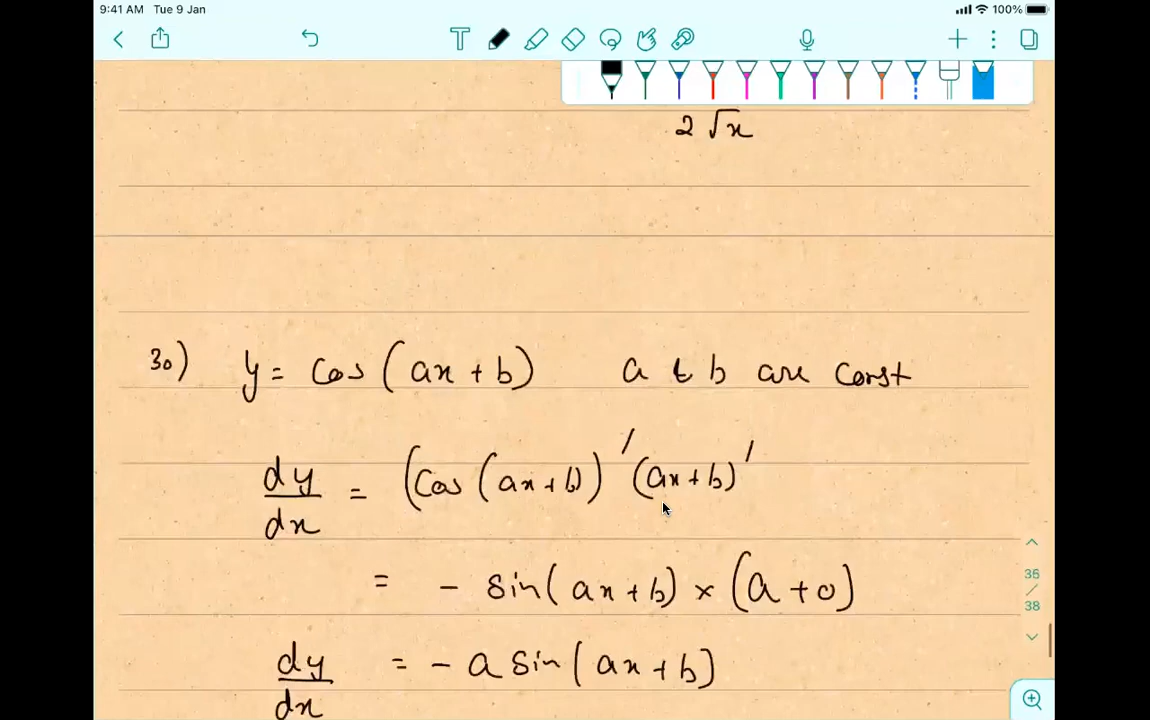 9:41 AM Tue 9 Jan 100%
2 √x
30) y = cos (ax + b) a & b are const
dy/dx = (cos (ax + b))' (ax + b)'
= - sin (ax + b) × (a + 0)
dy/dx = - a sin (ax + b)
35
/
38